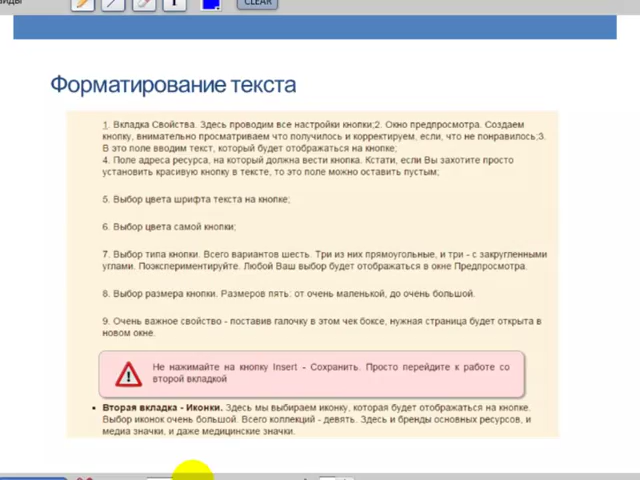 CLEAR
Форматирование текста
1. Вкладка Свойства. Здесь проводим все настройки кнопки;2. Окно предпросмотра. Создаем
кнопку, внимательно просматриваем что получилось и корректируем, если, что не понравилось;3.
В это поле вводим текст, который будет отображаться на кнопке;
4. Поле адреса ресурса, на который должна вести кнопка. Кстати, если Вы захотите просто
установить красивую кнопку в тексте, то это поле можно оставить пустым;
5. Выбор цвета шрифта текста на кнопке;
6. Выбор цвета самой кнопки;
7. Выбор типа кнопки. Всего вариантов шесть. Три из них прямоугольные, и три - с закругленными
углами. Поэкспериментируйте. Любой Ваш выбор будет отображаться в окне Предпросмотра.
8. Выбор размера кнопки. Размеров пять: от очень маленькой, до очень большой.
9. Очень важное свойство - поставив галочку в этом чек боксе, нужная страница будет открыта в
новом окне.
Не нажимайте на кнопку Insert - Сохранить. Просто перейдите к работе со
второй вкладкой
Вторая вкладка - Иконки. Здесь мы выбираем иконку, которая будет отображаться на кнопке.
Выбор иконок очень большой. Всего коллекций - девять. Здесь и бренды основных ресурсов, и
медиа значки, и даже медицинские значки.